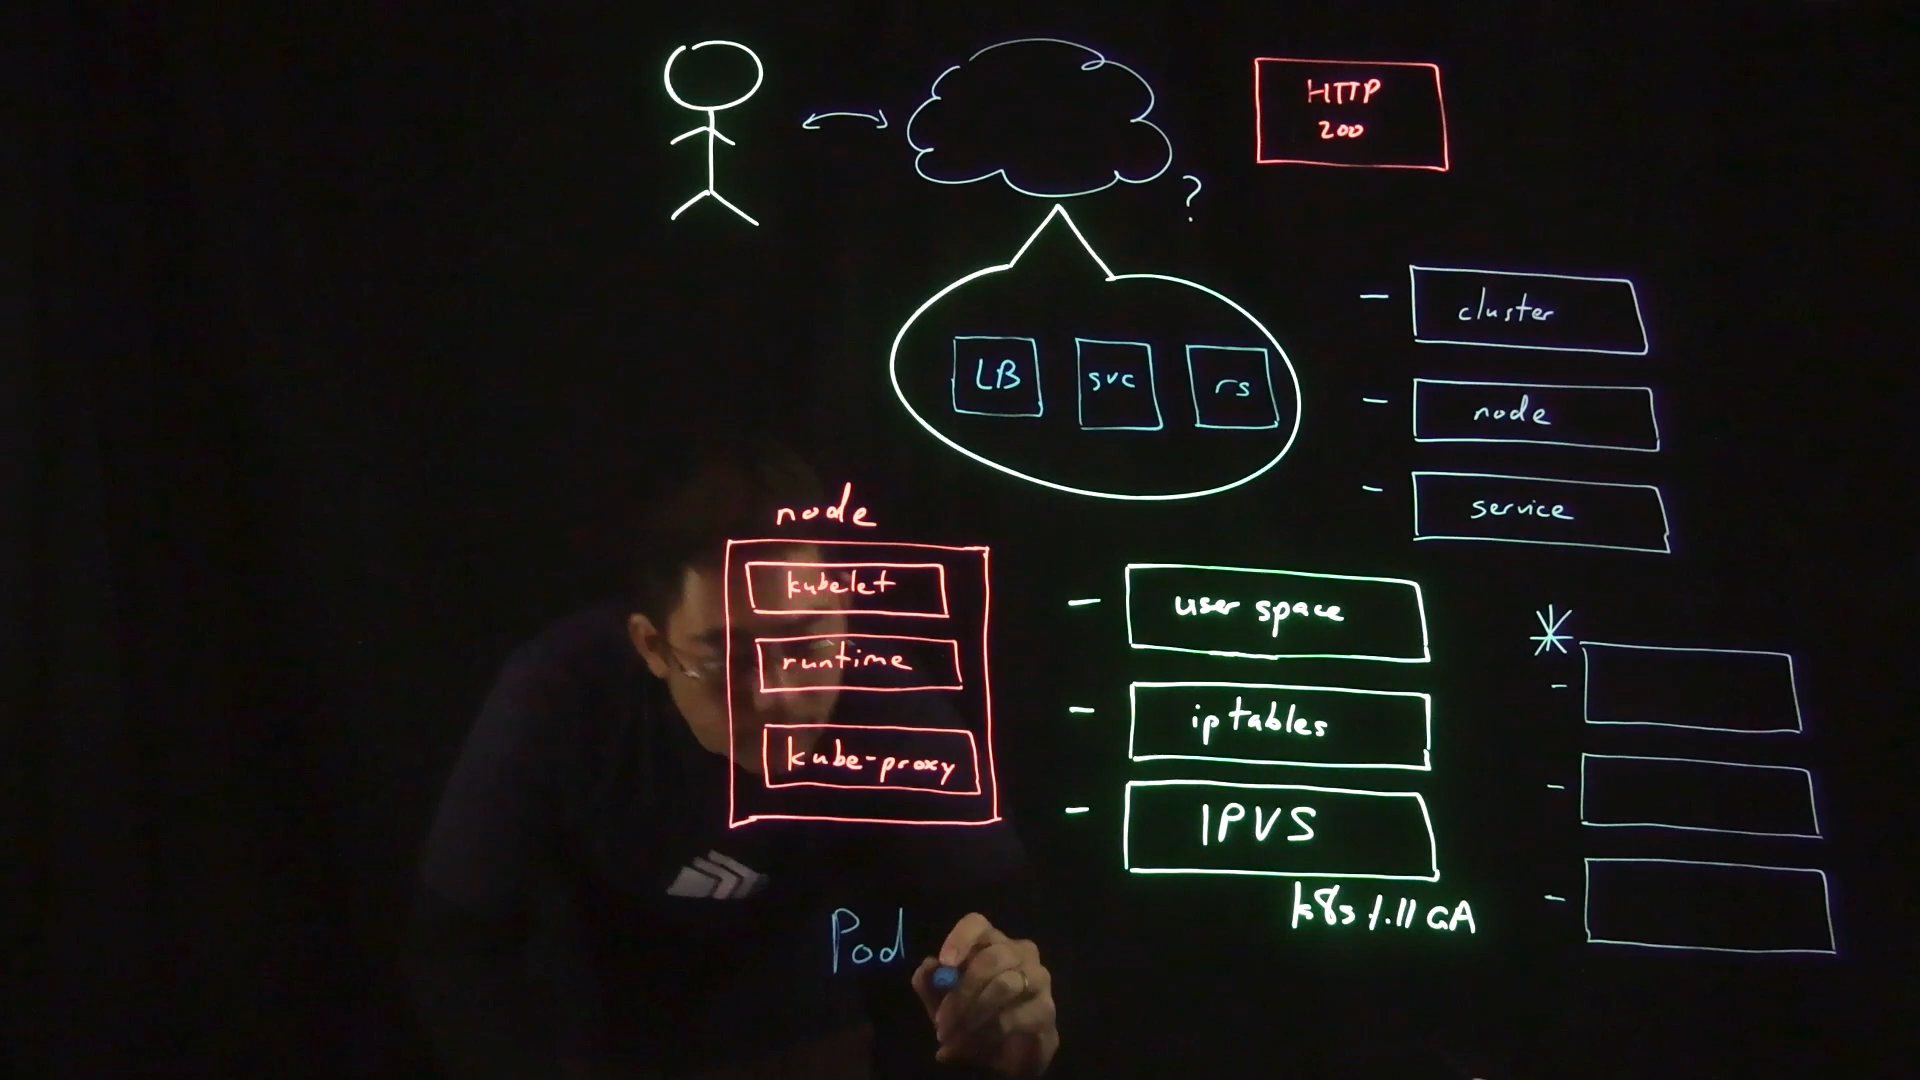 HTTP
200
?
cluster
LB
svc
rs
node
service
node
kubelet
runtime
kube-proxy
user space
iptables
IPVS
k8s 1.11 GA
*
Pod